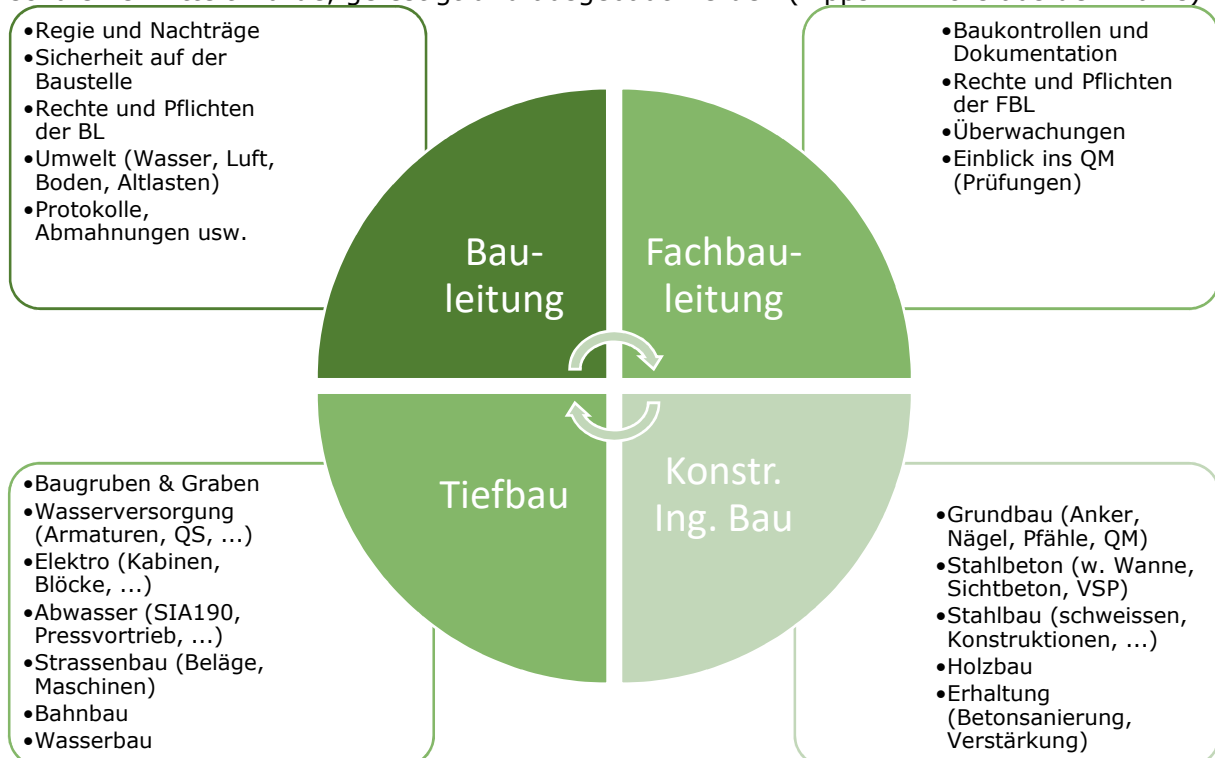 •Regie und Nachträge
•Sicherheit auf der
Baustelle
•Rechte und Pflichten
der BL
•Umwelt (Wasser, Luft,
Boden, Altlasten)
•Protokolle,
Abmahnungen usw.
•Baukontrollen und
Dokumentation
•Rechte und Pflichten
der FBL
•Überwachungen
•Einblick ins QM
(Prüfungen)
Bau-
leitung
Fachbau-
leitung
Tiefbau
Konstr.
Ing. Bau
•Baugruben & Graben
•Wasserversorgung
(Armaturen, QS, ...)
•Elektro (Kabinen,
Blöcke, ...)
•Abwasser (SIA190,
Pressvortrieb, ...)
•Strassenbau (Beläge,
Maschinen)
•Bahnbau
•Wasserbau
•Grundbau (Anker,
Nägel, Pfähle, QM)
•Stahlbeton (w. Wanne,
Sichtbeton, VSP)
•Stahlbau (schweissen,
Konstruktionen, ...)
•Holzbau
•Erhaltung
(Betonsanierung,
Verstärkung)